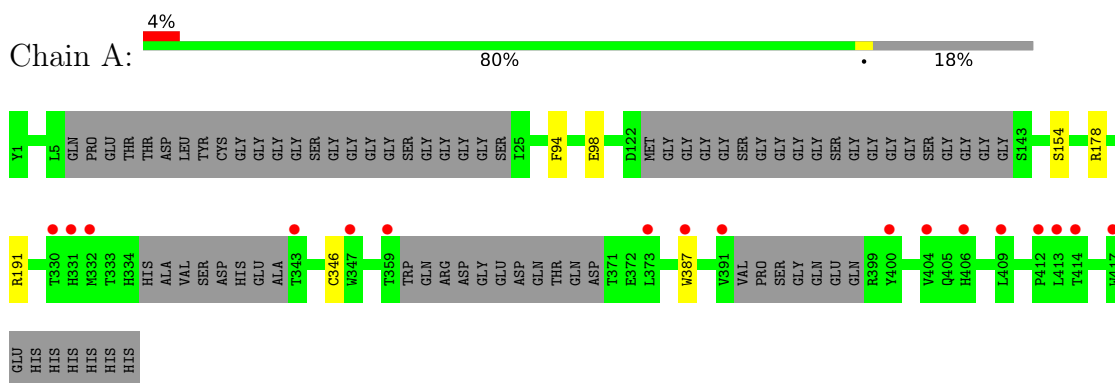 4%
Chain A:
80%
•
18%
Y1 L5 GLN PRO GLU THR THR ASP LEU TYR CYS GLY GLY GLY GLY SER GLY GLY GLY GLY SER GLY GLY GLY GLY SER I25 F94 E98 D122 MET GLY GLY GLY GLY SER GLY GLY GLY GLY SER GLY GLY GLY GLY SER GLY GLY GLY GLY S143 S154 R178
R191 T330 H331 M332 T333 H334 HIS ALA VAL SER ASP HIS GLU ALA T343 C346 W347 T359 TRP GLN ARG ASP GLY GLU ASP GLN THR GLN ASP T371 E372 L373 W387 V391 VAL PRO SER GLY GLN GLU GLN R399 Y400 V404 Q405 H406 L409 P412 L413 T414 W417
GLU HIS HIS HIS HIS HIS HIS